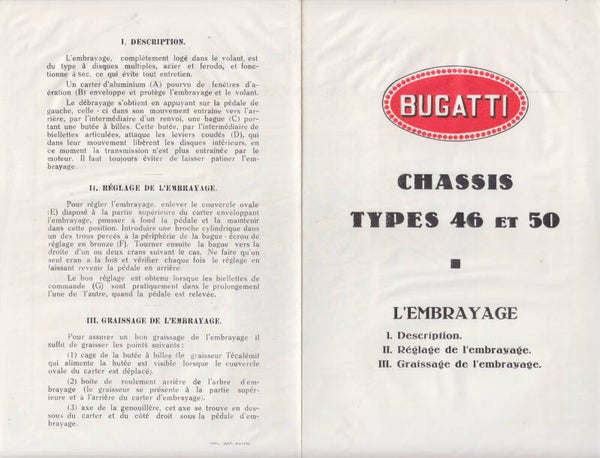 I. DESCRIPTION.
L'embrayage, complètement logé dans le volant, est
du type à disques multiples, acier et ferodo, et fonc-
tionne à sec, ce qui évite tout entretien.
Un carter d'aluminium (A) pourvo de fenêtres d'a-
ération (B) enveloppe et protège l'embrayage et le volant.
Le débrayage s'obtient en appuyant sur la pédale de
gauche, celle-ci dans son mouvement entraîne vers l'ar-
rière, par l'intermédiaire d'un renvoi, une bague (C) por-
tant une butée à billes. Cette butée, par l'intermédiaire de
biellettes articulées, attaque les leviers coudés (D), qui
dans leur mouvement libèrent les disques intérieurs, en
ce moment la transmission n'est plus entraînée par le
moteur. Il faut toujours éviter de laisser patiner l'em-
brayage.
II. RÉGLAGE DE L'EMBRAYAGE.
Pour régler l'embrayage, enlever le couvercle ovale
(E) disposé à la partie superieure du carter enveloppant
l'embrayage, pousser à fond la pédale et la maintenir
dans cette position. Introduire une broche cylindrique dans
un des trous percés à la périphérie de la bague-écrou de
réglage en bronze (F). Tourner ensuite la bague vers la
droite d'un ou deux crans suivant le cas. Ne faire qu'un
seul cran a la fois et vérifier chaque fois le réglage en
laissant revenir la pédale en arrière.
Le bon réglage est obtenu lorsque les biellettes de
commande (G) sont pratiquement dans le prolongement
l'une de l'autre, quand la pédale est relevée.
III. GRAISSAGE DE L'EMBRAYAGE.
Pour assurer un bon graissage de l'embrayage il
suffit de graisser les points suivants:
(1) cage de la butée à billes (le graisseur Técalémit
qui alimente la butée est visible lorsque le couvercle
ovale du carter est déplacé).
(2) boite de roulement arrière de l'arbre d'em-
brayage (le graisseur se présente à la partie supér-
ieure et à l'arrière du carter d'embrayage).
(3) axe de la genouillère, cet axe se trouve en des-
sous du carter et du côté droit sous la pédale d'em-
brayage.
BUGATTI
CHASSIS
TYPES 46 ET 50
L'EMBRAYAGE
I. Description.
II. Réglage de l'embrayage.
III. Graissage de l'embrayage.